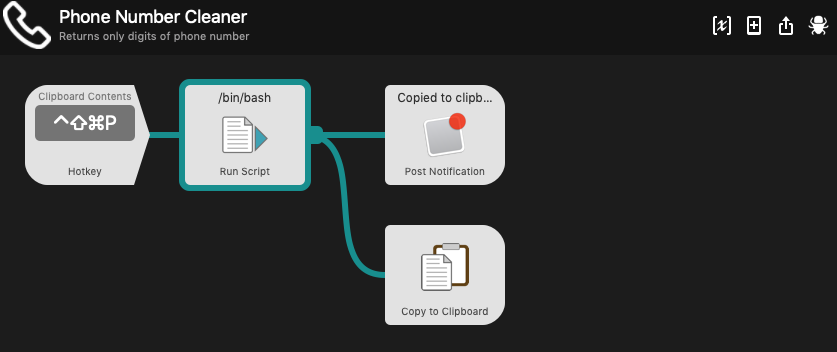 Phone Number Cleaner
Returns only digits of phone number
Clipboard Contents
^⇧⌘P
Hotkey
/bin/bash
Run Script
Copied to clipb...
Post Notification
Copy to Clipboard